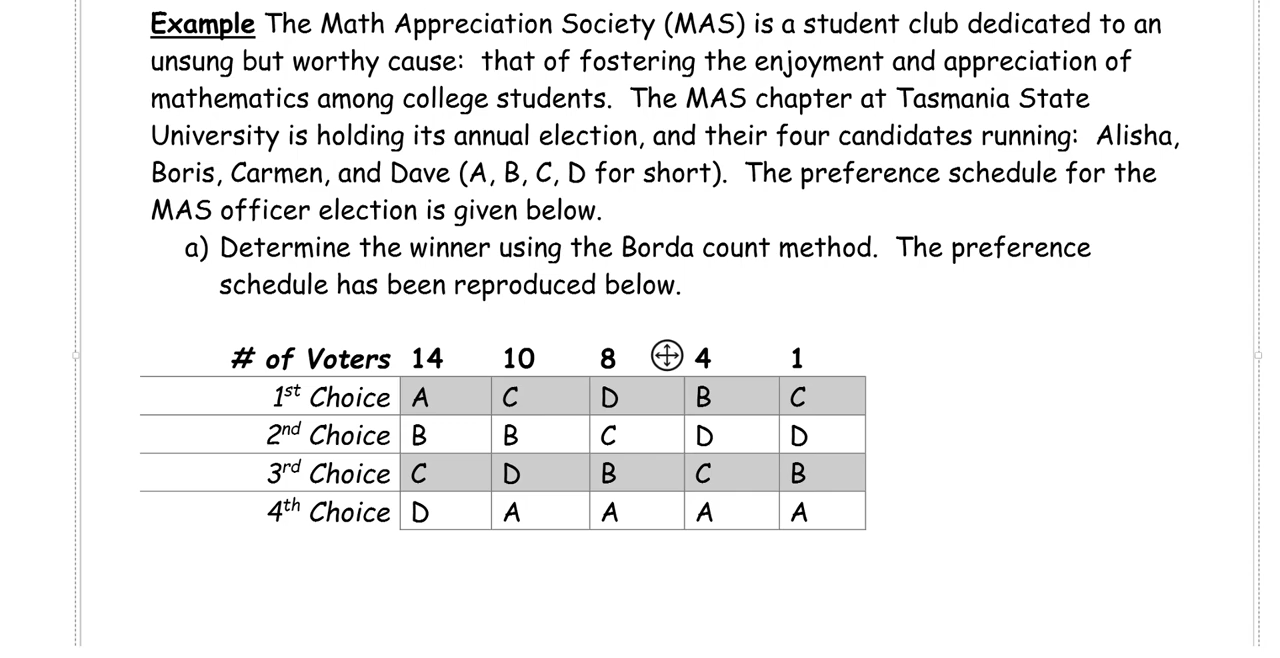 Example The Math Appreciation Society (MAS) is a student club dedicated to an
unsung but worthy cause: that of fostering the enjoyment and appreciation of
mathematics among college students. The MAS chapter at Tasmania State
University is holding its annual election, and their four candidates running: Alisha,
Boris, Carmen, and Dave (A, B, C, D for short). The preference schedule for the
MAS officer election is given below.
a) Determine the winner using the Borda count method. The preference
schedule has been reproduced below.
# of Voters 14 10 8 4 1
1st Choice A C D B C
2nd Choice B B C D D
3rd Choice C D B C B
4th Choice D A A A A